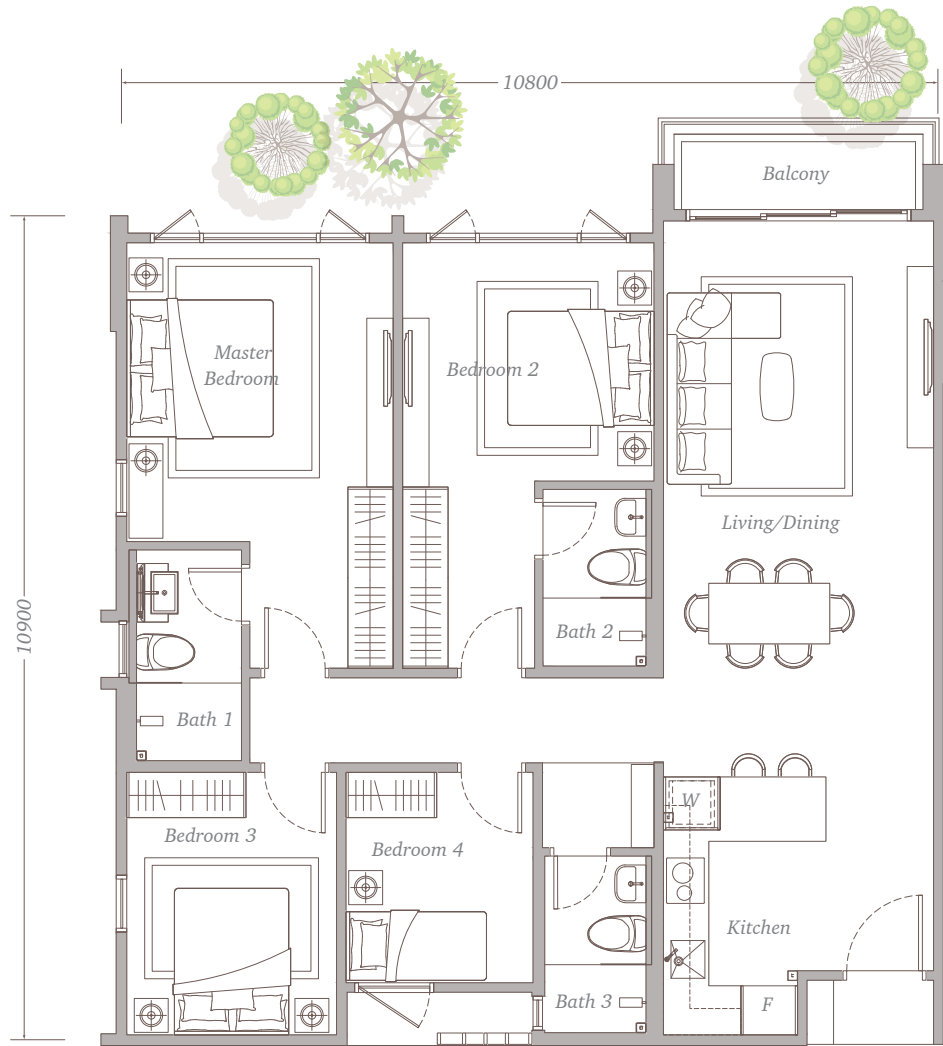 10800
Balcony
Master
Bedroom
Bedroom 2
Living/Dining
10900
Bath 2
Bath 1
W
Bedroom 3
Bedroom 4
Kitchen
Bath 3
F